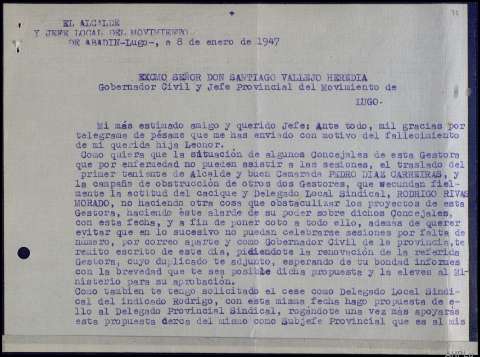 EL ALCALDE
Y JEFE LOCAL DEL MOVIMIENTO
DE ABADIN-Lugo-, a 8 de enero de 1947
EXCMO SEÑOR DON SANTIAGO VALLEJO HEREDIA
Gobernador Civil y Jefe Provincial del Movimiento de
LUGO-
Mi más estimado amigo y querido Jefe: Ante todo, mil gracias por
telegrama de pésame que me has enviado con motivo del fallecimiento
de mi querida hija Leonor.
Como quiera que la situación de algunos Concejales de esta Gestora
que por enfermedad no pueden asistir a las sesiones, el traslado del
primer teniente de Alcalde y buen Camarada PEDRO DIAZ CARREIRAS, y
la campaña de obstrucción de otros dos Gestores, que secundan fiel-
mente la actitud del cacique y Delegado Local Sindical, RODRIGO RIVAS
MORADO, no haciendo otra cosa que obstaculizar los proyectos de esta
Gestora, haciendo éste alarde de su poder sobre dichos Concejales,
con esta fecha, y a fin de poner coto a todo ello, además de querer
evitar que en lo sucesivo no puedan celebrarse sesiones por falta de
número, por correo aparte y como Gobernador Civil de la provincia, te
remito escrito de este día, pidiéndote la renovación de la referida
Gestora, cuyo duplicado te adjunto, esperando de tu bondad informes
con la brevedad que te sea posible dicha propuesta y la eleves al Mi-
nisterio para su aprobación.
Como tambien te tengo solicitado el cese como Delegado Local Sindi-
cal del indicado Rodrigo, con esta misma fecha hago propuesta de e-
llo al Delegado Provincial Sindical, rogándote una vez más apoyarás
esta propuesta cerca del mismo como Subjefe Provincial que es al mis